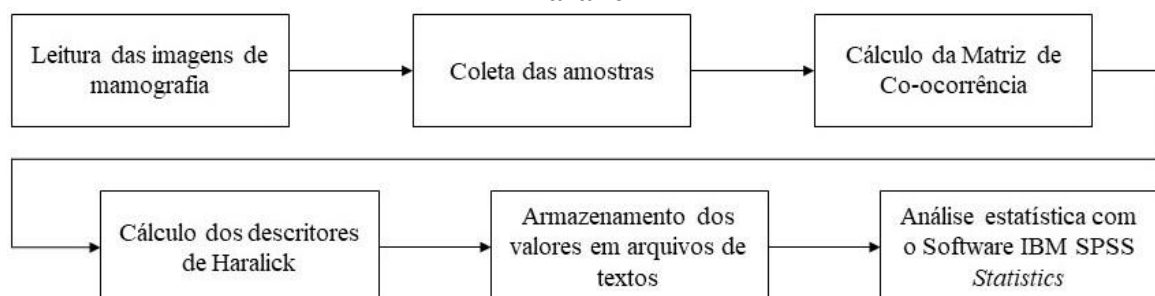 Leitura das imagens de
mamografia
Coleta das amostras
Cálculo da Matriz de
Co-ocorrência
Cálculo dos descritores
de Haralick
Armazenamento dos
valores em arquivos de
textos
Análise estatística com
o Software IBM SPSS
Statistics